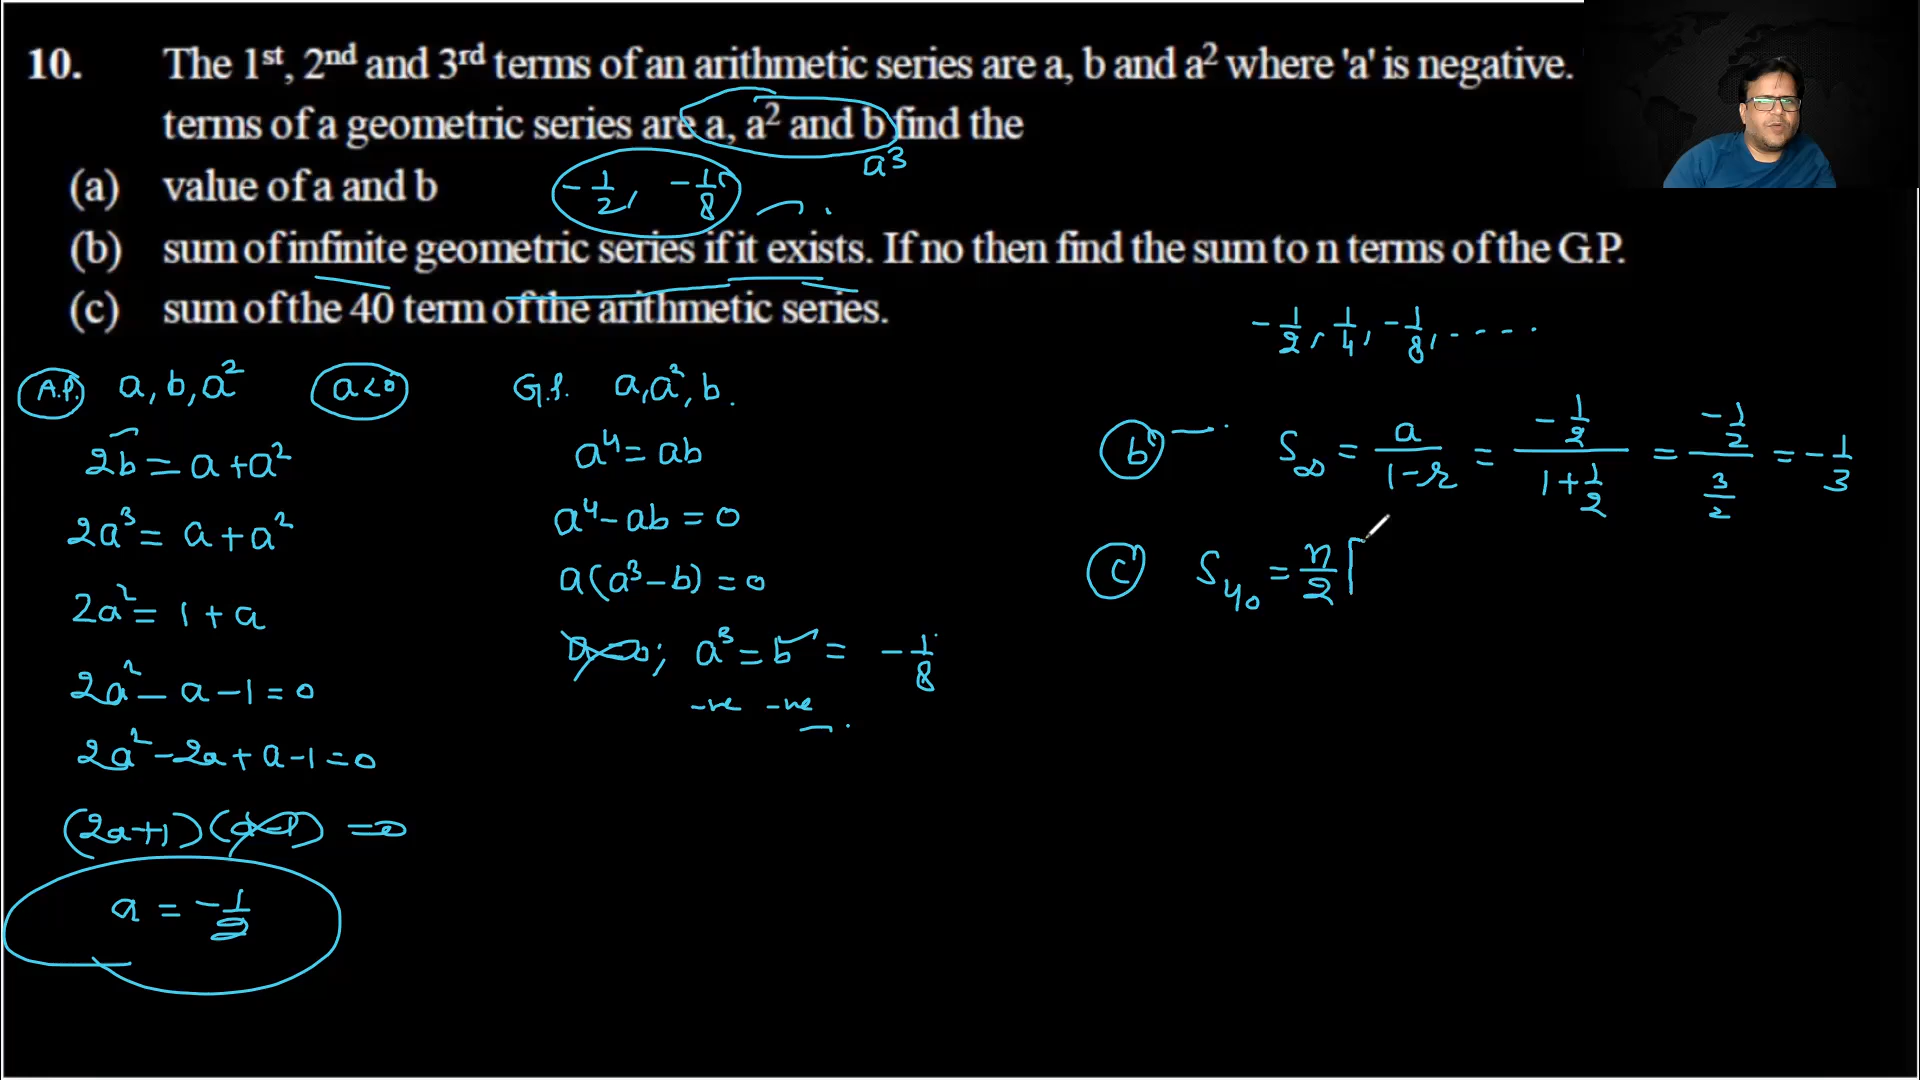 10. The 1st, 2nd and 3rd terms of an arithmetic series are a, b and a² where 'a' is negative.
terms of a geometric series are a, a² and b find the
a³
(a) value of a and b
-1/2, -1/8
(b) sum of infinite geometric series if it exists. If no then find the sum to n terms of the G.P.
(c) sum of the 40 term of the arithmetic series.
A.P. a, b, a² a<0
2b = a + a²
2a³ = a + a²
2a² = 1 + a
2a² - a - 1 = 0
2a² - 2a + a - 1 = 0
(2a+1)(a-1) = 0
a = -1/2
G.P. a, a², b.
a⁴ = ab
a⁴ - ab = 0
a(a³ - b) = 0
a=0; a³ = b = -1/8
-ve -ve
-1/2, 1/4, -1/8, ....
b S∞ = a/(1-r) = (-1/2)/(1+1/2) = (-1/2)/(3/2) = -1/3
c S40 = n/2 [